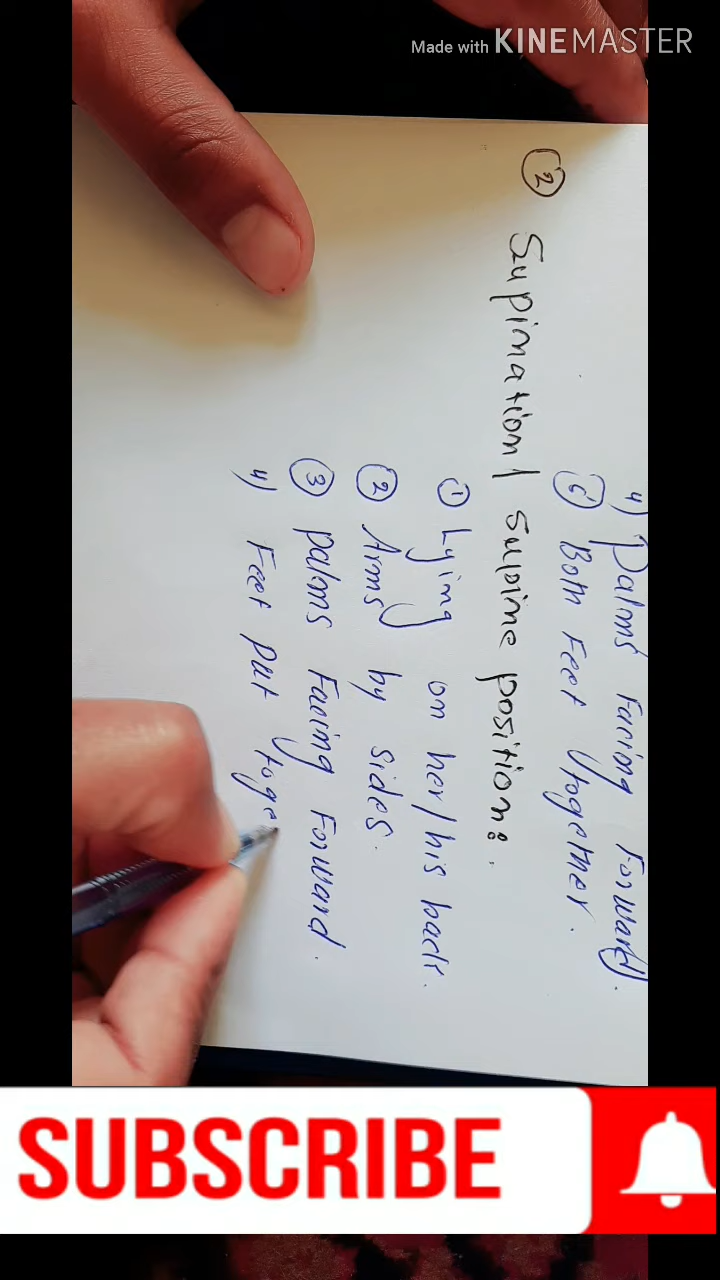 Made with KINEMASTER
4) Palms Facing Forward.
6 Both Feet together.
2 Supination / supine position:.
1 Lying on her/his back.
2 Arms by sides.
3 Palms Facing Forward.
4) Feet put toge
SUBSCRIBE